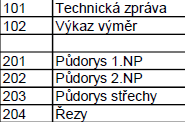 101 Technická zpráva
102 Výkaz výměr
201 Půdorys 1.NP
202 Půdorys 2.NP
203 Půdorys střechy
204 Řezy